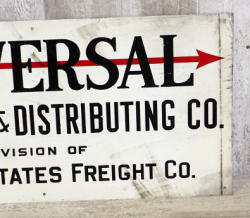 VERSAL
& DISTRIBUTING CO.
VISION OF
TATES FREIGHT CO.